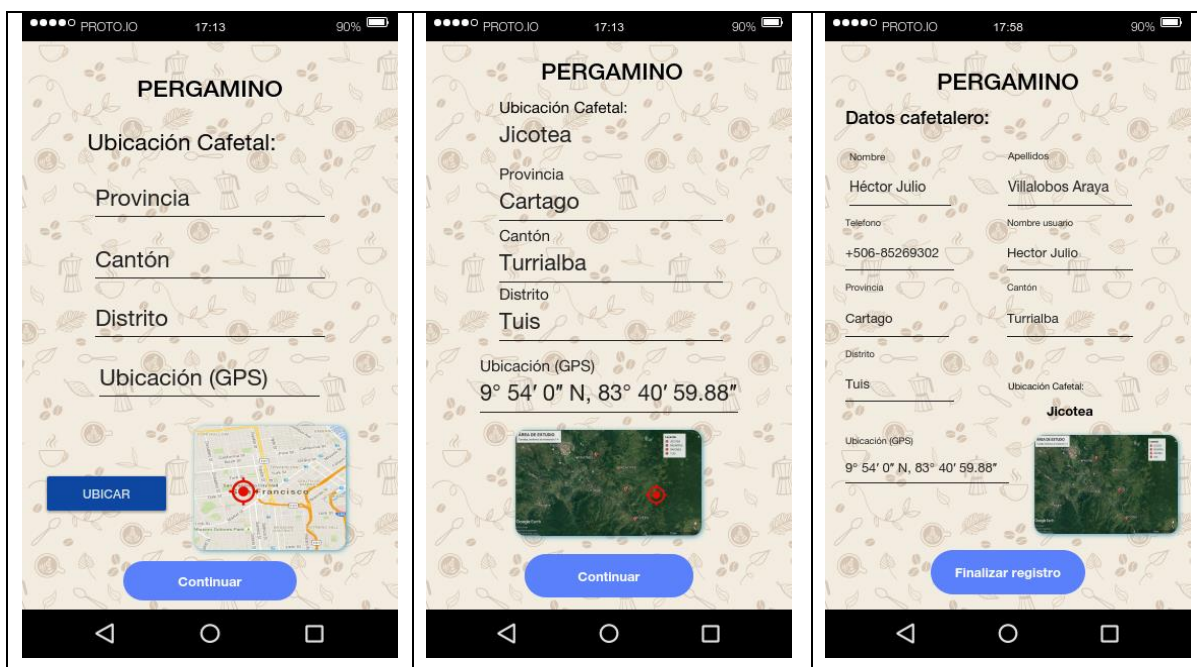 PROTO.IO 17:13 90%
PERGAMINO
Ubicación Cafetal:
Provincia
Cantón
Distrito
Ubicación (GPS)
UBICAR
Francisco
Continuar
PROTO.IO 17:13 90%
PERGAMINO
Ubicación Cafetal:
Jicotea
Provincia
Cartago
Cantón
Turrialba
Distrito
Tuis
Ubicación (GPS)
9° 54′ 0″ N, 83° 40′ 59.88″
ÁREA DE ESTUDIO
Continuar
PROTO.IO 17:58 90%
PERGAMINO
Datos cafetalero:
Nombre Apellidos
Héctor Julio Villalobos Araya
Telefono Nombre usuario
+506-85269302 Hector Julio
Provincia Cantón
Cartago Turrialba
Distrito
Tuis Ubicación Cafetal:
Jicotea
Ubicación (GPS)
9° 54′ 0″ N, 83° 40′ 59.88″
Finalizar registro